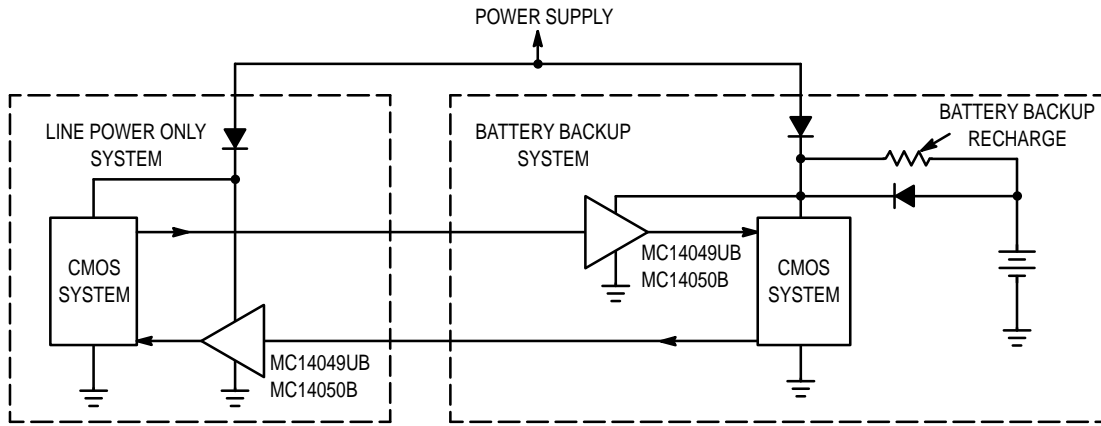 POWER SUPPLY
LINE POWER ONLY
SYSTEM
BATTERY BACKUP
SYSTEM
BATTERY BACKUP
RECHARGE
CMOS
SYSTEM
MC14049UB
MC14050B
CMOS
SYSTEM
MC14049UB
MC14050B